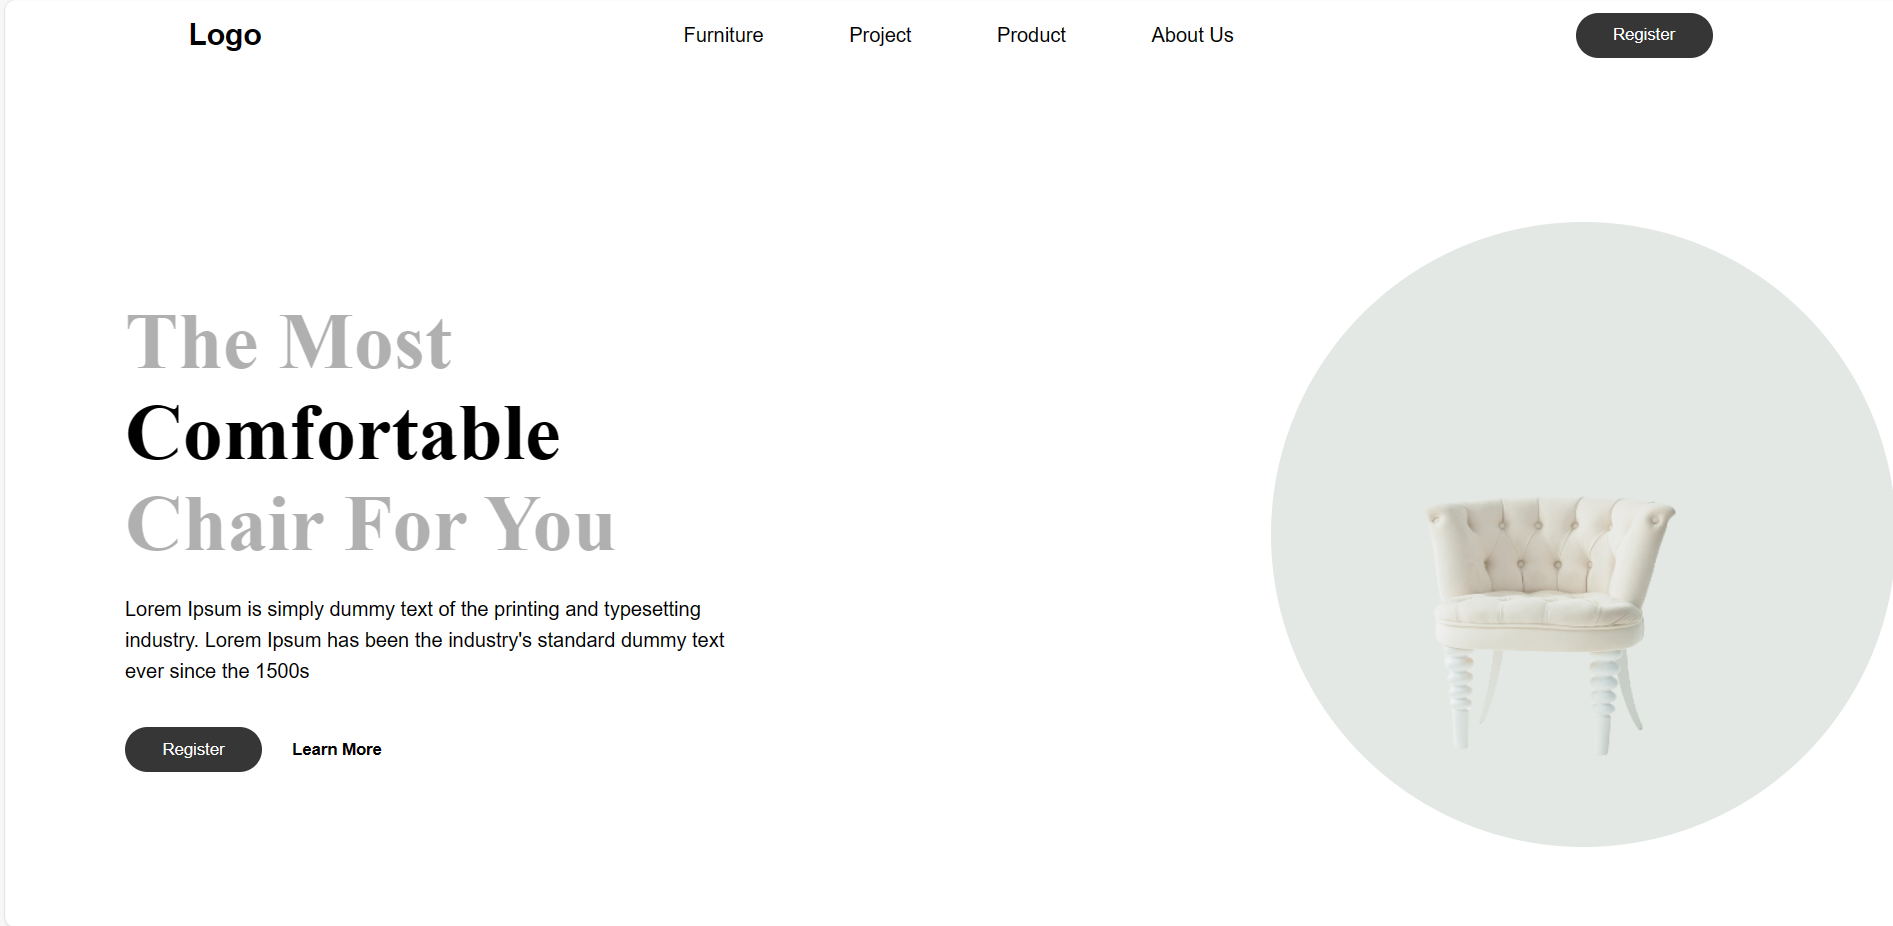 Logo
Furniture
Project
Product
About Us
Register
The Most
Comfortable
Chair For You
Lorem Ipsum is simply dummy text of the printing and typesetting
industry. Lorem Ipsum has been the industry's standard dummy text
ever since the 1500s
Register
Learn More